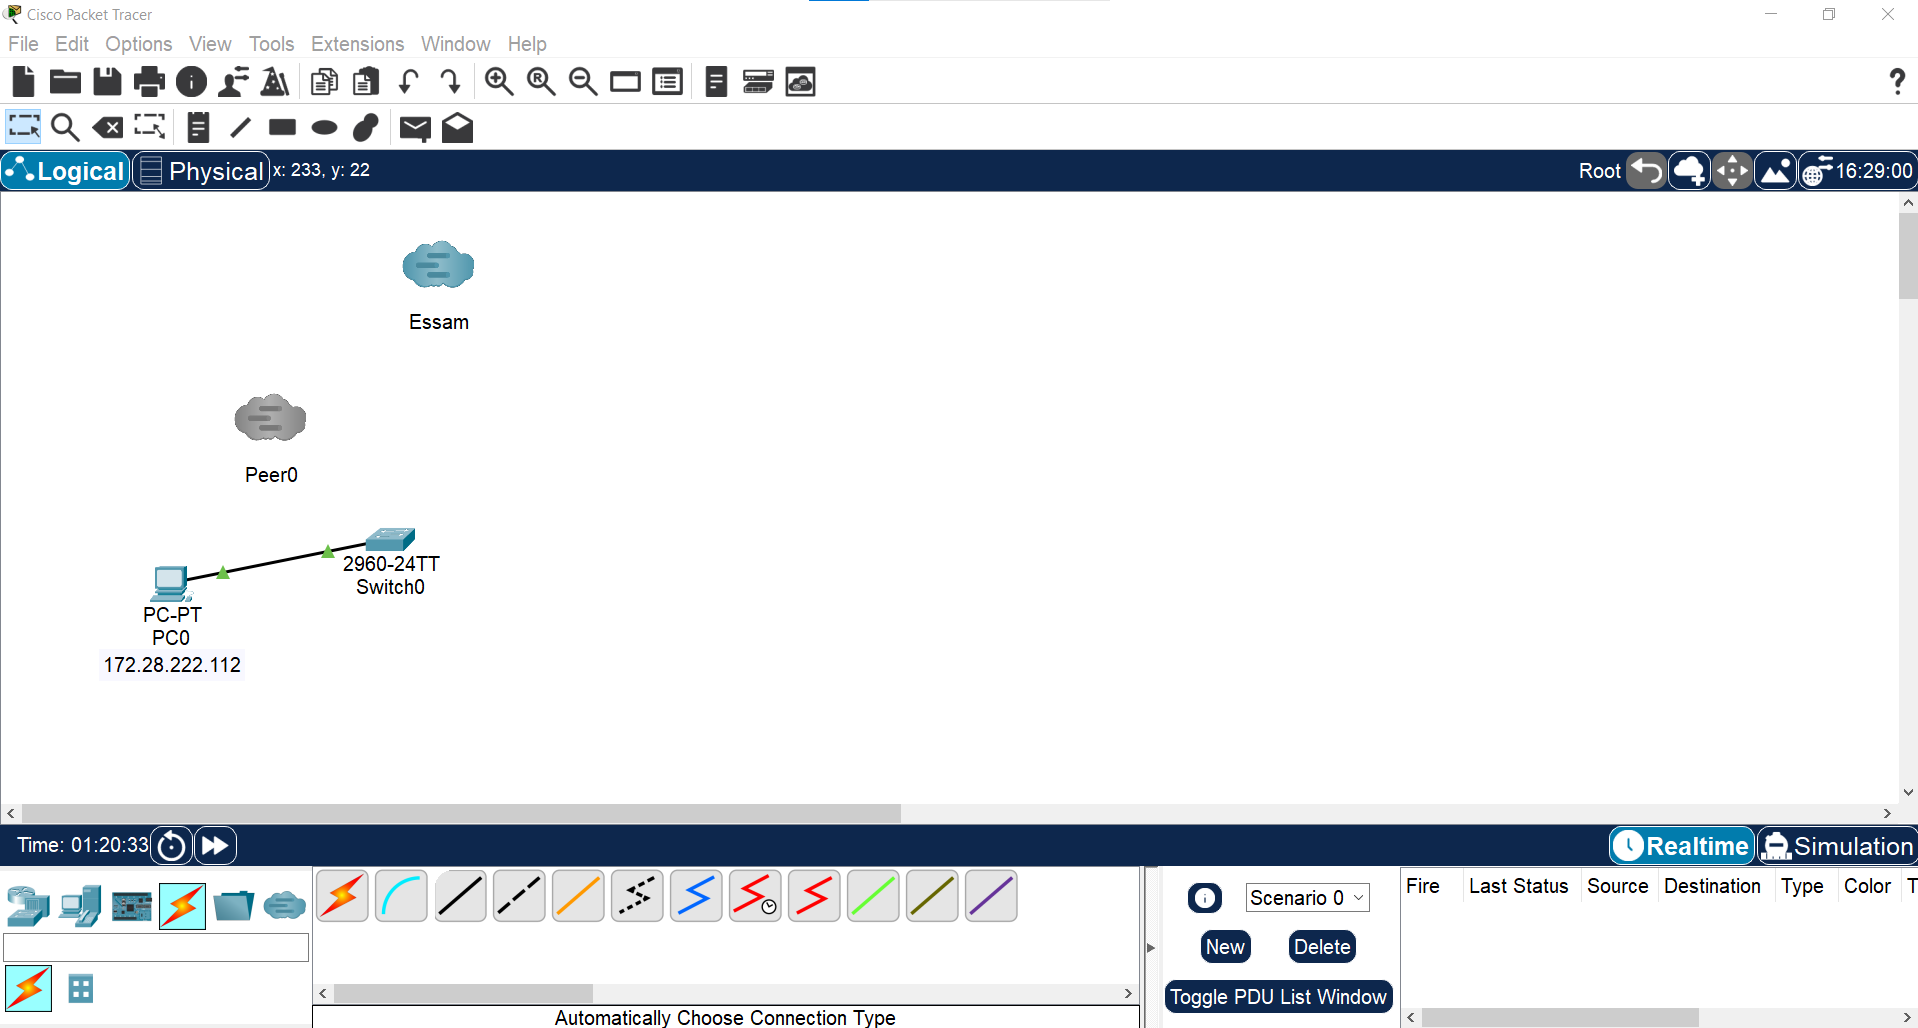 Cisco Packet Tracer
File Edit Options View Tools Extensions Window Help
Logical Physical x: 233, y: 22 Root 16:29:00
Essam
Peer0
2960-24TT
Switch0
PC-PT
PC0
172.28.222.112
Time: 01:20:33 Realtime Simulation
Scenario 0
New Delete
Toggle PDU List Window
Fire Last Status Source Destination Type Color T
Automatically Choose Connection Type